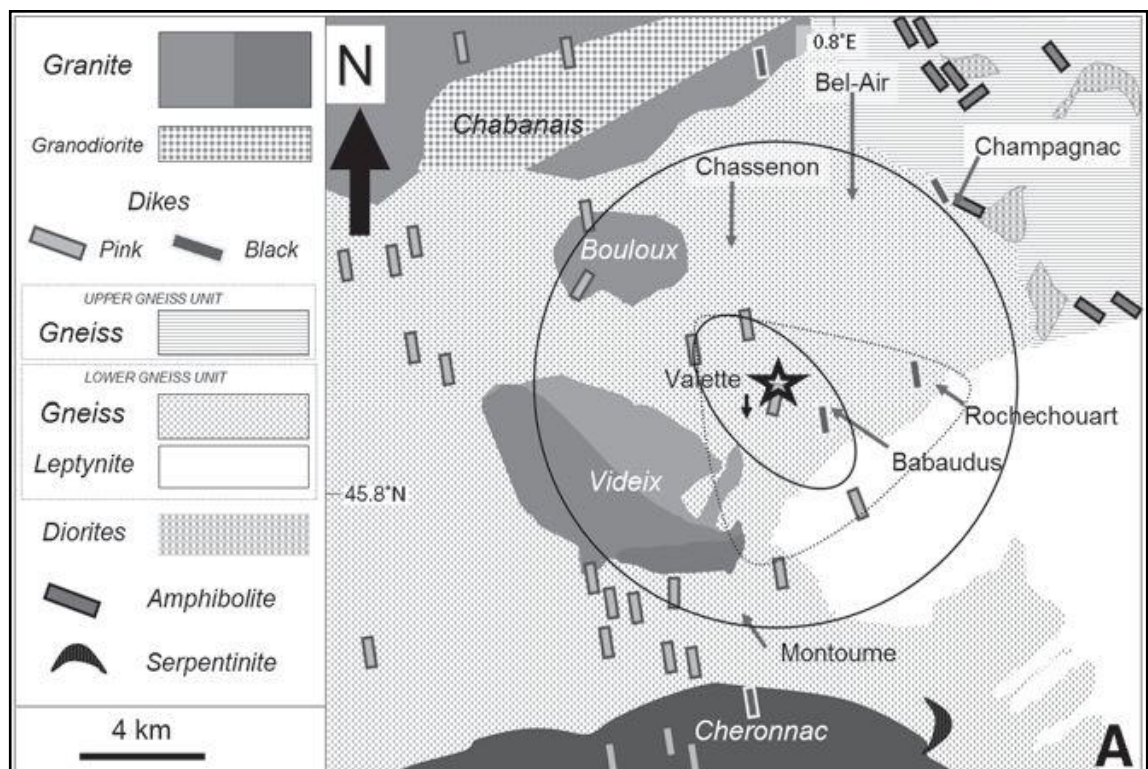 Granite
Granodiorite
Dikes
Pink
Black
UPPER GNEISS UNIT
Gneiss
LOWER GNEISS UNIT
Gneiss
Leptynite
Diorites
Amphibolite
Serpentinite
4 km
N
0.8°E
Bel-Air
Chabanais
Chassenon
Champagnac
Bouloux
Valette
Rochechouart
Babaudus
Videix
45.8°N
Montoume
Cheronnac
A